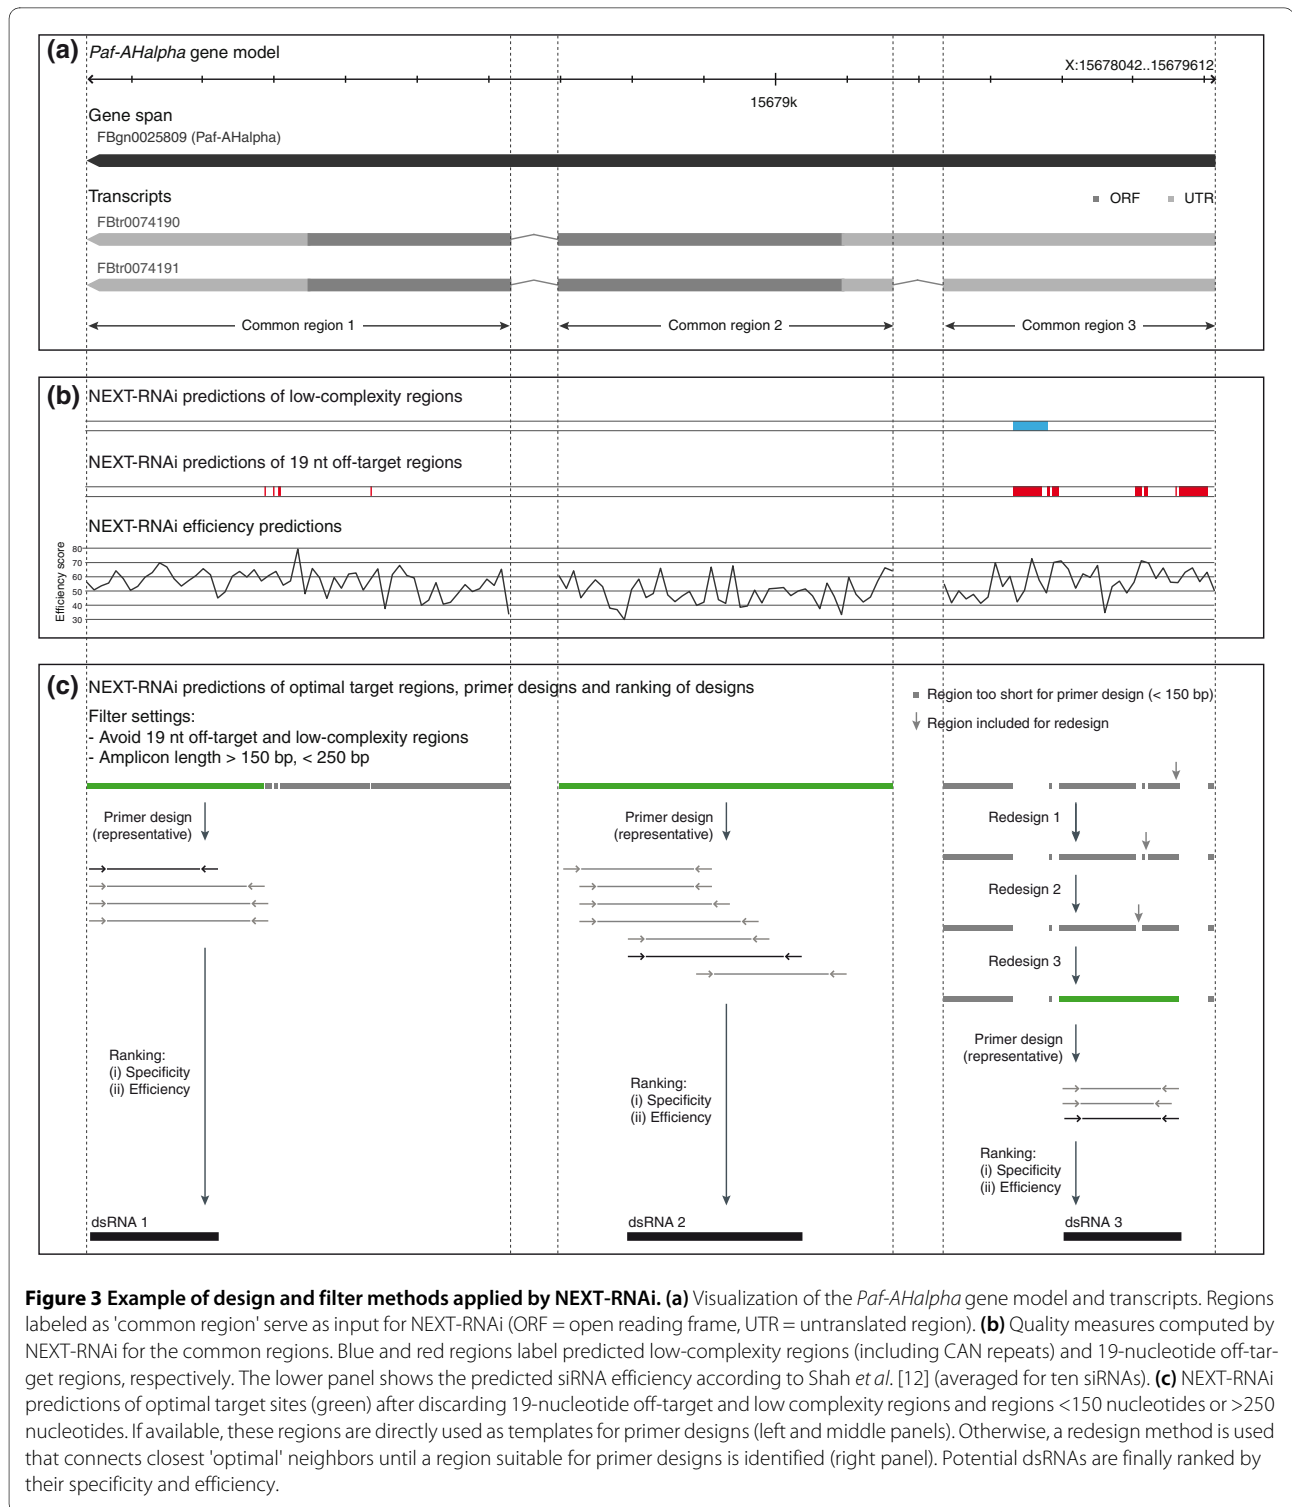 (a) Paf-AHalpha gene model
X:15678042..15679612
15679k
Gene span
FBgn0025809 (Paf-AHalpha)
Transcripts
ORF UTR
FBtr0074190
FBtr0074191
Common region 1 Common region 2 Common region 3
(b) NEXT-RNAi predictions of low-complexity regions
NEXT-RNAi predictions of 19 nt off-target regions
NEXT-RNAi efficiency predictions
Efficiency score
80
70
60
50
40
30
(c) NEXT-RNAi predictions of optimal target regions, primer designs and ranking of designs
Region too short for primer design (< 150 bp)
Region included for redesign
Filter settings:
- Avoid 19 nt off-target and low-complexity regions
- Amplicon length > 150 bp, < 250 bp
Primer design
(representative)
Ranking:
(i) Specificity
(ii) Efficiency
dsRNA 1
Primer design
(representative)
Ranking:
(i) Specificity
(ii) Efficiency
dsRNA 2
Redesign 1
Redesign 2
Redesign 3
Primer design
(representative)
Ranking:
(i) Specificity
(ii) Efficiency
dsRNA 3
Figure 3 Example of design and filter methods applied by NEXT-RNAi. (a) Visualization of the Paf-AHalpha gene model and transcripts. Regions
labeled as 'common region' serve as input for NEXT-RNAi (ORF = open reading frame, UTR = untranslated region). (b) Quality measures computed by
NEXT-RNAi for the common regions. Blue and red regions label predicted low-complexity regions (including CAN repeats) and 19-nucleotide off-tar-
get regions, respectively. The lower panel shows the predicted siRNA efficiency according to Shah et al. [12] (averaged for ten siRNAs). (c) NEXT-RNAi
predictions of optimal target sites (green) after discarding 19-nucleotide off-target and low complexity regions and regions <150 nucleotides or >250
nucleotides. If available, these regions are directly used as templates for primer designs (left and middle panels). Otherwise, a redesign method is used
that connects closest 'optimal' neighbors until a region suitable for primer designs is identified (right panel). Potential dsRNAs are finally ranked by
their specificity and efficiency.